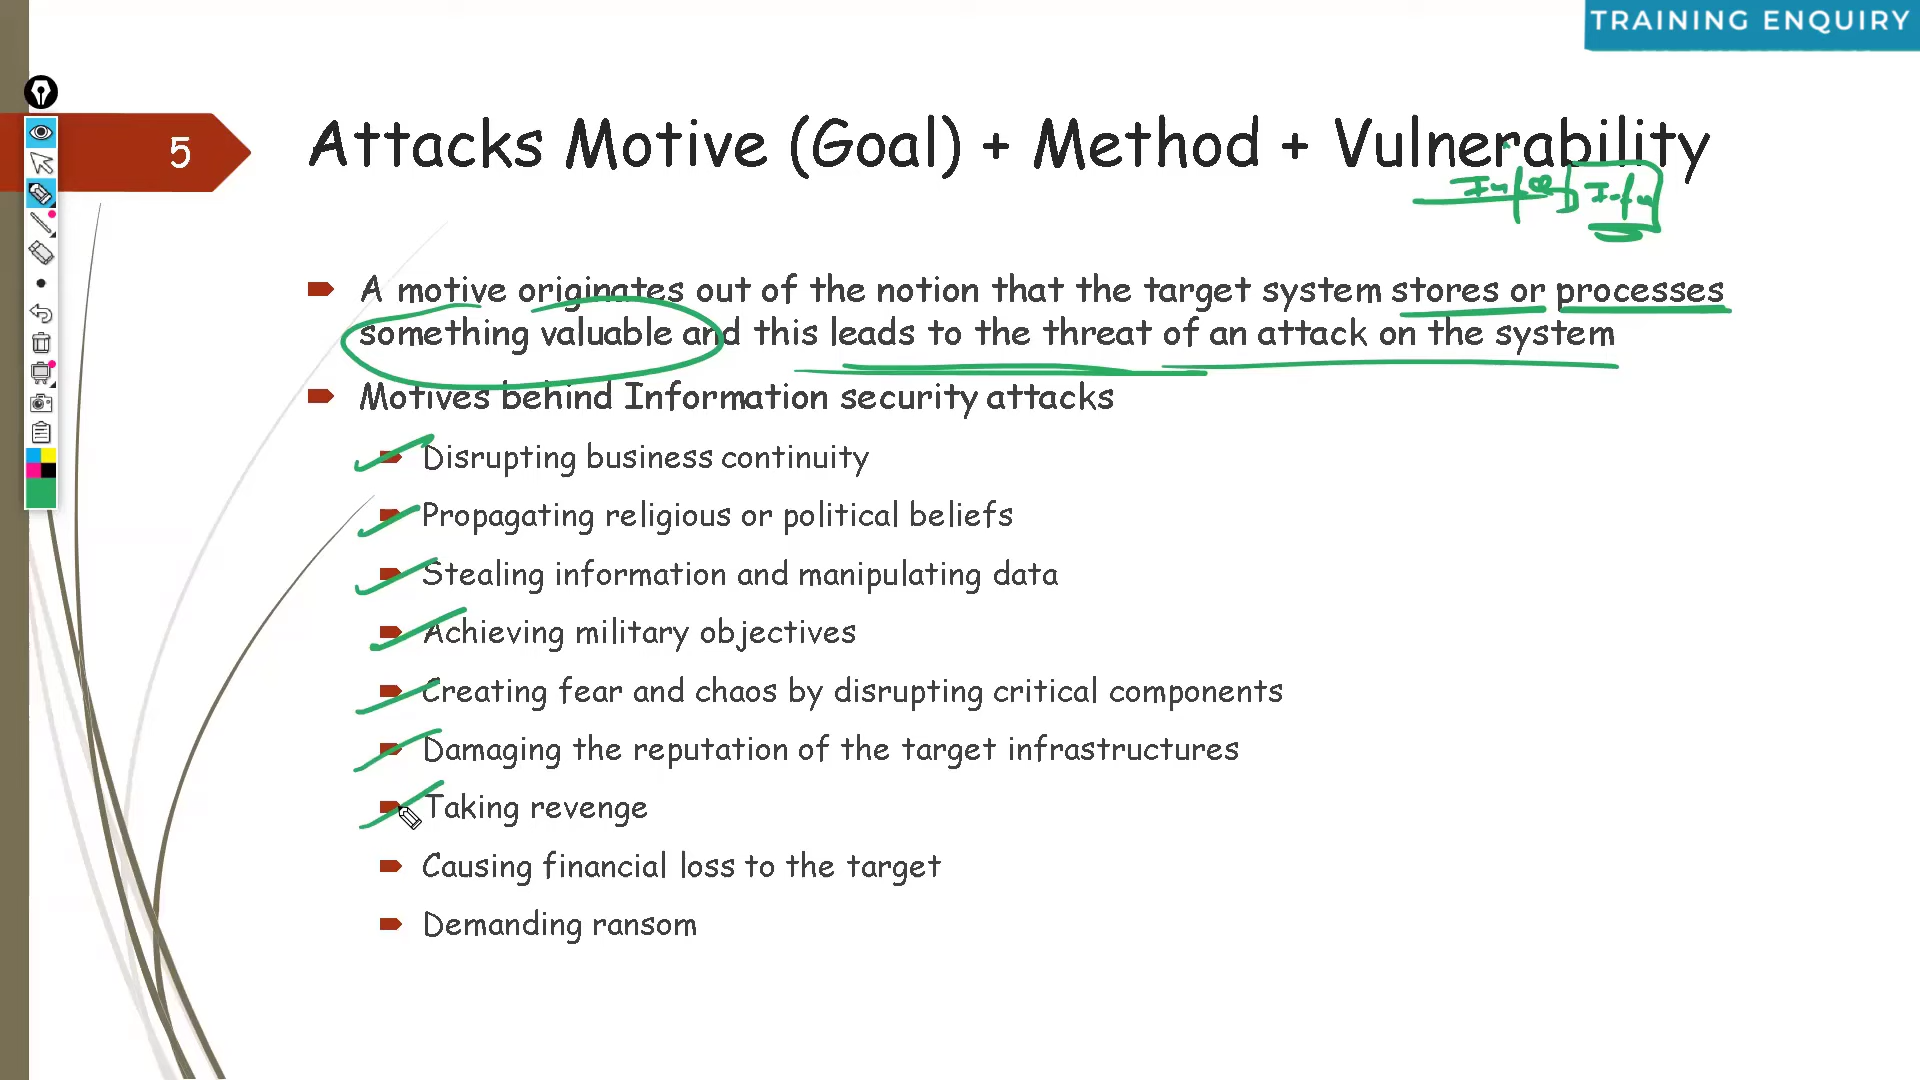 TRAINING ENQUIRY
5
Attacks Motive (Goal) + Method + Vulnerability
A motive originates out of the notion that the target system stores or processes
something valuable and this leads to the threat of an attack on the system
Motives behind Information security attacks
Disrupting business continuity
Propagating religious or political beliefs
Stealing information and manipulating data
Achieving military objectives
Creating fear and chaos by disrupting critical components
Damaging the reputation of the target infrastructures
Taking revenge
Causing financial loss to the target
Demanding ransom